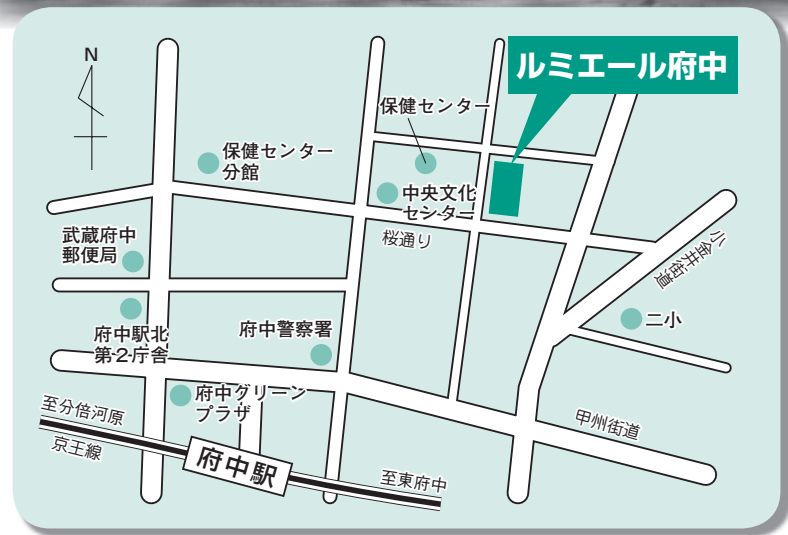 N
ルミエール府中
保健センター
保健センター
分館
中央文化
センター
桜通り
武蔵府中
郵便局
小金井街道
二小
府中駅北
第2庁舎
府中警察署
府中グリーン
プラザ
至分倍河原
京王線
府中駅
至東府中
甲州街道